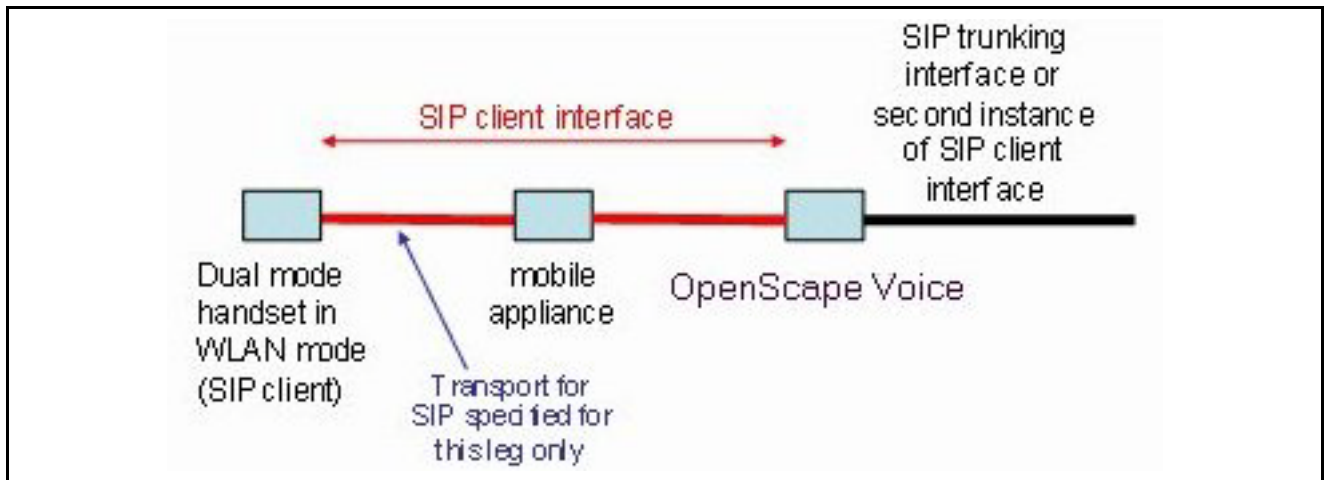 SIP trunking
interface or
second instance
of SIP client
interface
SIP client interface
Dual mode
handset in
WLAN mode
(SIP client)
mobile
appliance
OpenScape Voice
Transport for
SIP specified for
this leg only